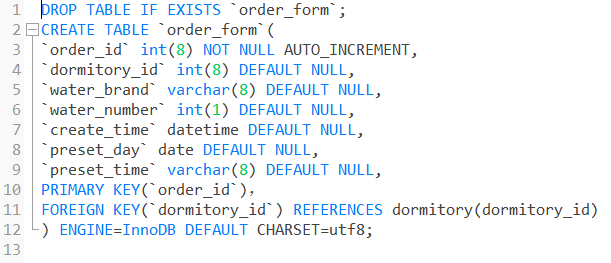 1 DROP TABLE IF EXISTS `order_form`;
2 CREATE TABLE `order_form`(
3 `order_id` int(8) NOT NULL AUTO_INCREMENT,
4 `dormitory_id` int(8) DEFAULT NULL,
5 `water_brand` varchar(8) DEFAULT NULL,
6 `water_number` int(1) DEFAULT NULL,
7 `create_time` datetime DEFAULT NULL,
8 `preset_day` date DEFAULT NULL,
9 `preset_time` varchar(8) DEFAULT NULL,
10 PRIMARY KEY(`order_id`),
11 FOREIGN KEY(`dormitory_id`) REFERENCES dormitory(dormitory_id)
12 ) ENGINE=InnoDB DEFAULT CHARSET=utf8;
13